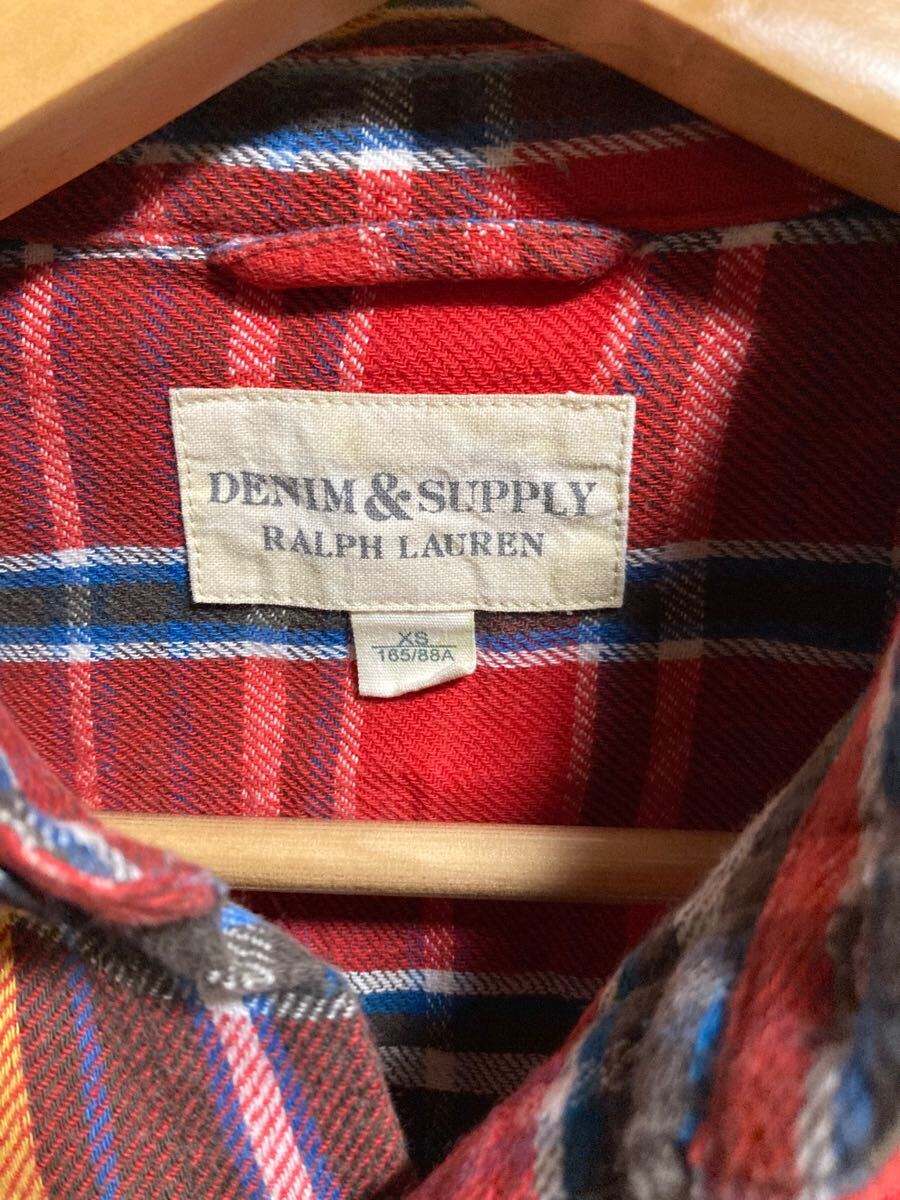 DENIM & SUPPLY
RALPH LAUREN
XS
165/88A